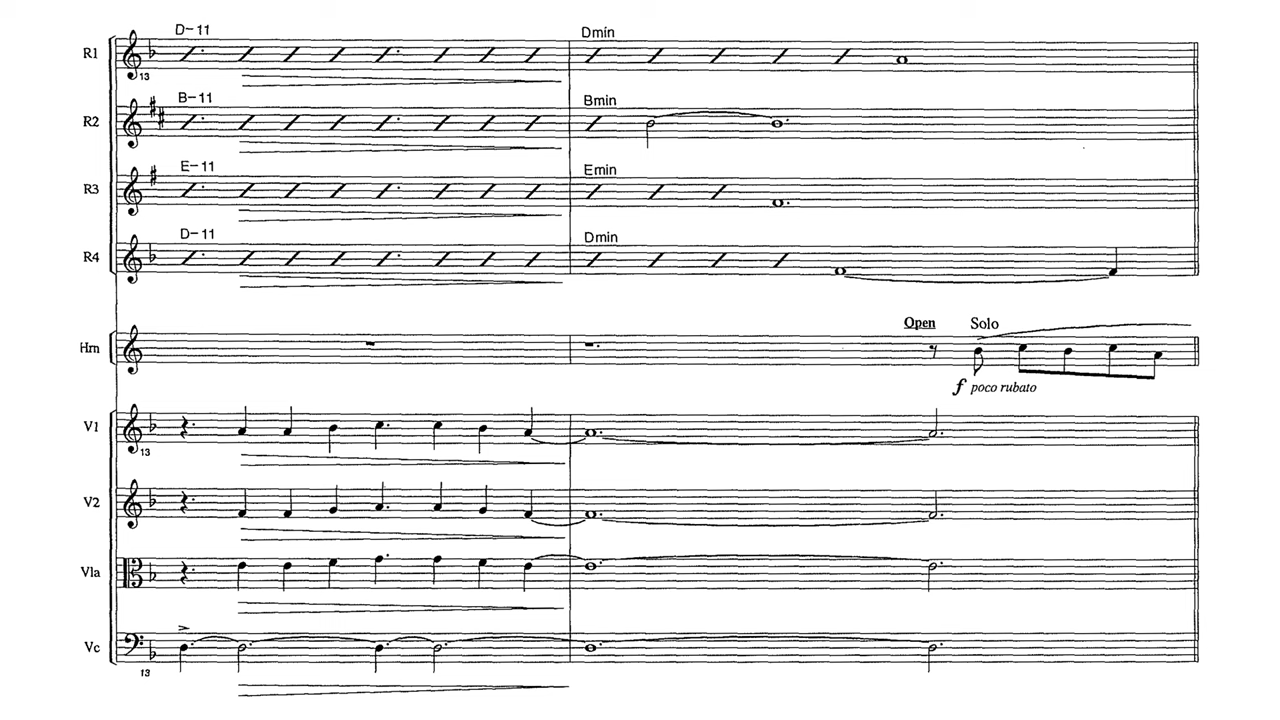 D-11 Dmin
R1
13
B-11 Bmin
R2
E-11 Emin
R3
D-11 Dmin
R4
Open Solo
Hrn
f poco rubato
V1
13
V2
Vla
Vc
13